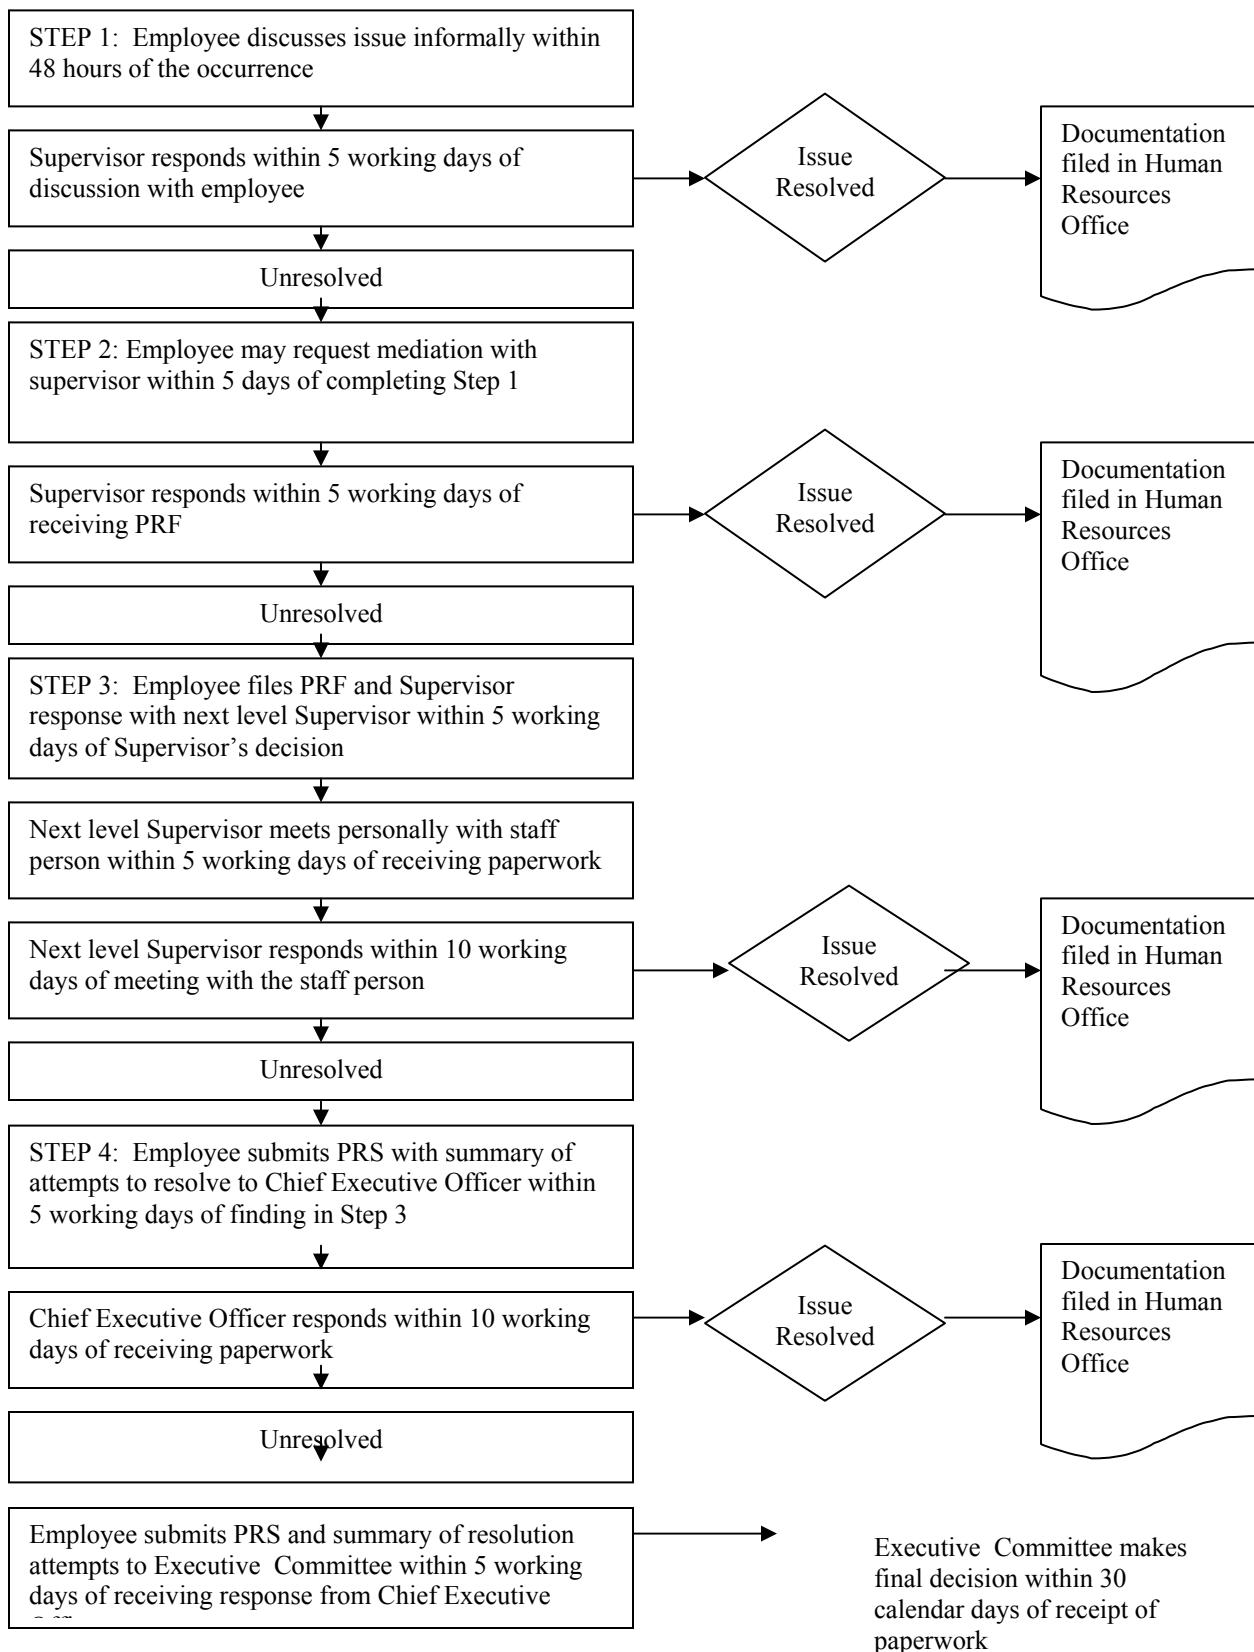 STEP 1:  Employee discusses issue informally within
48 hours of the occurrence
Supervisor responds within 5 working days of
discussion with employee
Issue
Resolved
Documentation
filed in Human
Resources
Office
Unresolved
STEP 2: Employee may request mediation with
supervisor within 5 days of completing Step 1
Supervisor responds within 5 working days of
receiving PRF
Issue
Resolved
Documentation
filed in Human
Resources
Office
Unresolved
STEP 3:  Employee files PRF and Supervisor
response with next level Supervisor within 5 working
days of Supervisor’s decision
Next level Supervisor meets personally with staff
person within 5 working days of receiving paperwork
Next level Supervisor responds within 10 working
days of meeting with the staff person
Issue
Resolved
Documentation
filed in Human
Resources
Office
Unresolved
STEP 4:  Employee submits PRS with summary of
attempts to resolve to Chief Executive Officer within
5 working days of finding in Step 3
Chief Executive Officer responds within 10 working
days of receiving paperwork
Issue
Resolved
Documentation
filed in Human
Resources
Office
Unresolved
Employee submits PRS and summary of resolution
attempts to Executive  Committee within 5 working
days of receiving response from Chief Executive
Executive  Committee makes
final decision within 30
calendar days of receipt of
paperwork